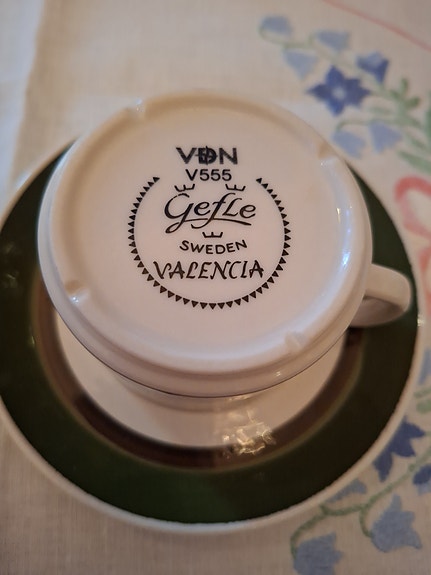 VDN
V555
Gefle
SWEDEN
VALENCIA